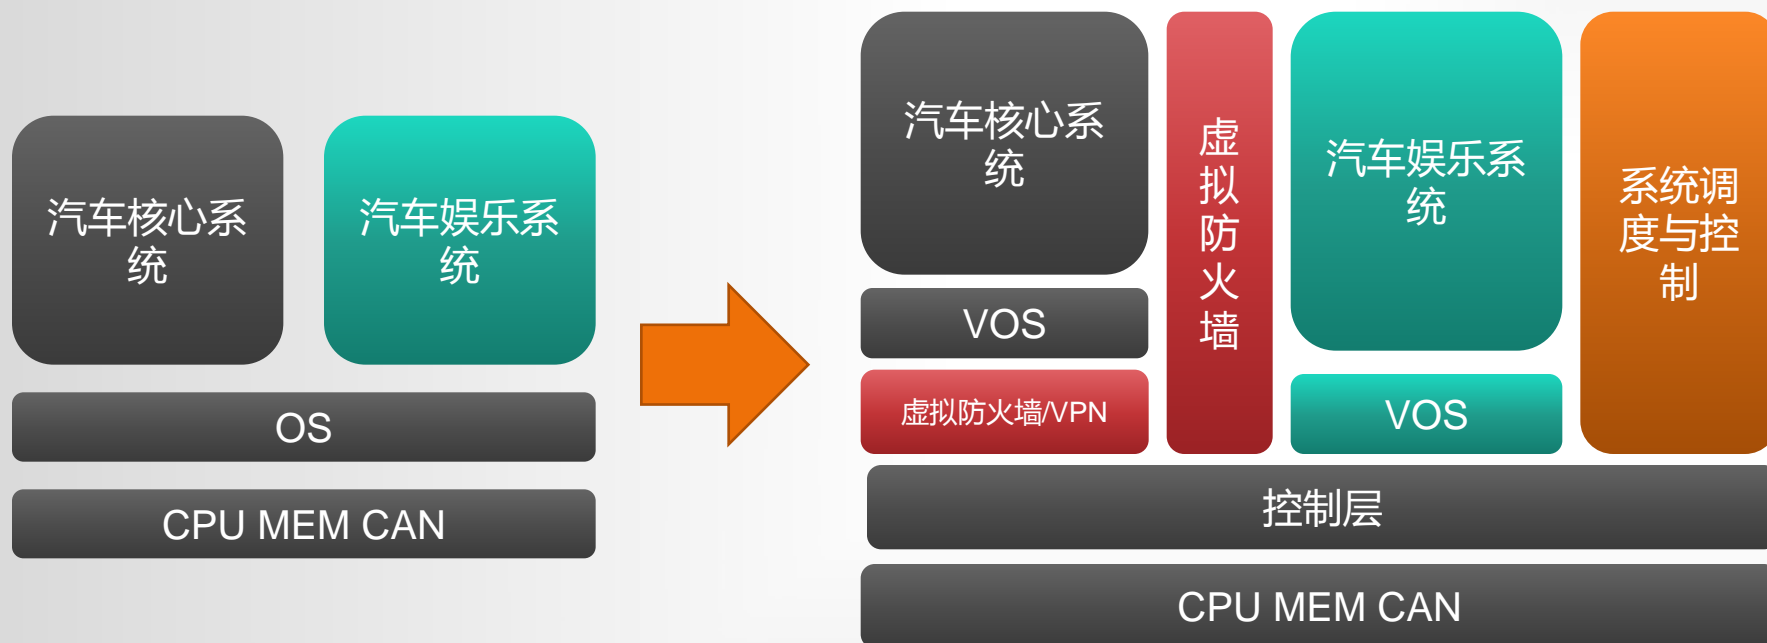 汽车核心系
统
汽车娱乐系
统
OS
CPU MEM CAN
汽车核心系
统
VOS
虚拟防火墙/VPN
虚
拟
防
火
墙
汽车娱乐系
统
VOS
系统调
度与控
制
控制层
CPU MEM CAN